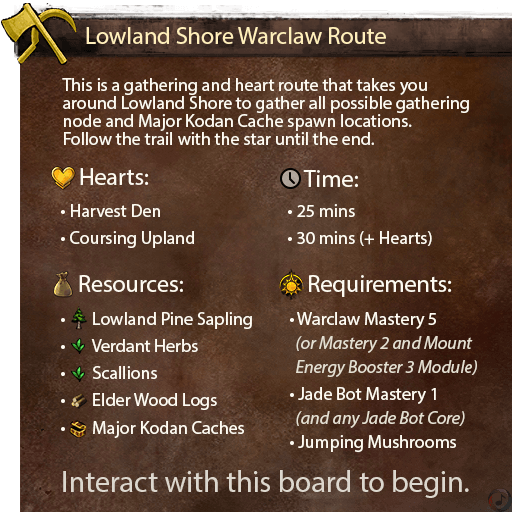 Lowland Shore Warclaw Route
This is a gathering and heart route that takes you
around Lowland Shore to gather all possible gathering
node and Major Kodan Cache spawn locations.
Follow the trail with the star until the end.
Hearts:
• Harvest Den
• Coursing Upland
Time:
• 25 mins
• 30 mins (+ Hearts)
Resources:
• Lowland Pine Sapling
• Verdant Herbs
• Scallions
• Elder Wood Logs
• Major Kodan Caches
Requirements:
• Warclaw Mastery 5
(or Mastery 2 and Mount
Energy Booster 3 Module)
• Jade Bot Mastery 1
(and any Jade Bot Core)
• Jumping Mushrooms
Interact with this board to begin.